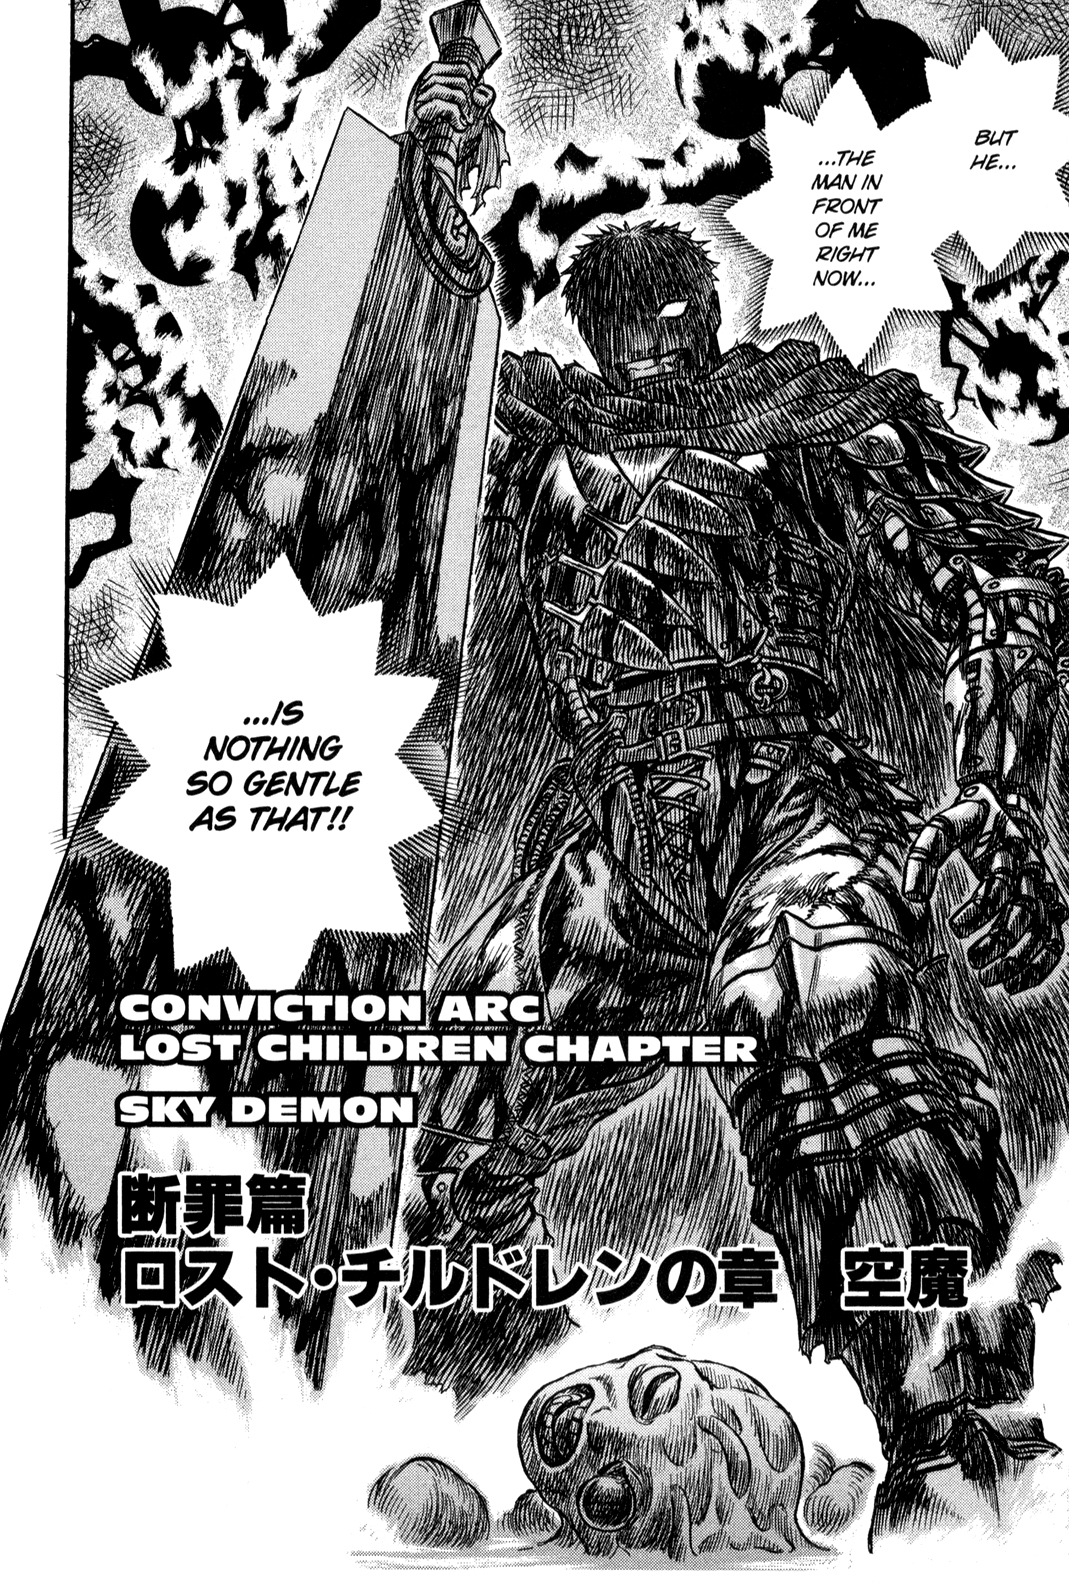 BUT
HE...
...THE
MAN IN
FRONT
OF ME
RIGHT
NOW...
...IS
NOTHING
SO GENTLE
AS THAT!!
CONVICTION ARC
LOST CHILDREN CHAPTER
SKY DEMON
断罪篇
ロスト・チルドレンの章　空魔